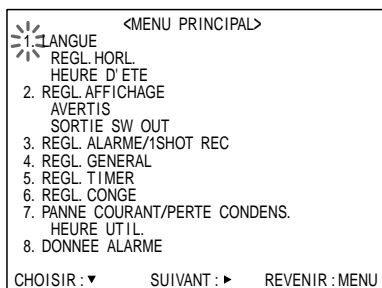 <MENU PRINCIPAL>
1. LANGUE
REGL.HORL.
HEURE D'ETE
2. REGL.AFFICHAGE
AVERTIS
SORTIE SW OUT
3. REGL. ALARME/1SHOT REC
4. REGL. GENERAL
5. REGL. TIMER
6. REGL. CONGE
7. PANNE COURANT/PERTE CONDENS.
HEURE UTIL.
8. DONNEE ALARME
CHOISIR : ▼ SUIVANT : ► REVENIR : MENU